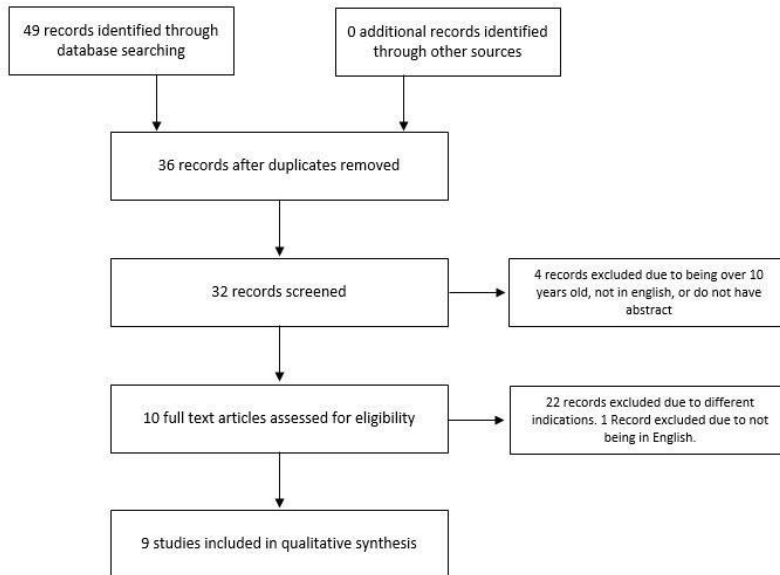 49 records identified through
database searching
0 additional records identified
through other sources
36 records after duplicates removed
32 records screened
4 records excluded due to being over 10
years old, not in english, or do not have
abstract
10 full text articles assessed for eligibility
22 records excluded due to different
indications. 1 Record excluded due to not
being in English.
9 studies included in qualitative synthesis